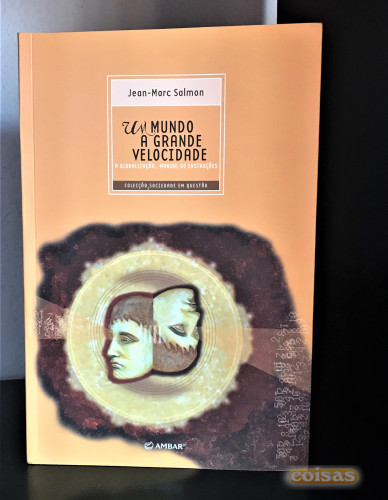 Jean-Marc Salmon
UM MUNDO
A GRANDE
VELOCIDADE
A GLOBALIZAÇÃO MANUAL DE INSTRUÇÕES
COLECÇÃO SOCIEDADE EM QUESTÃO
AMBAR
coisas